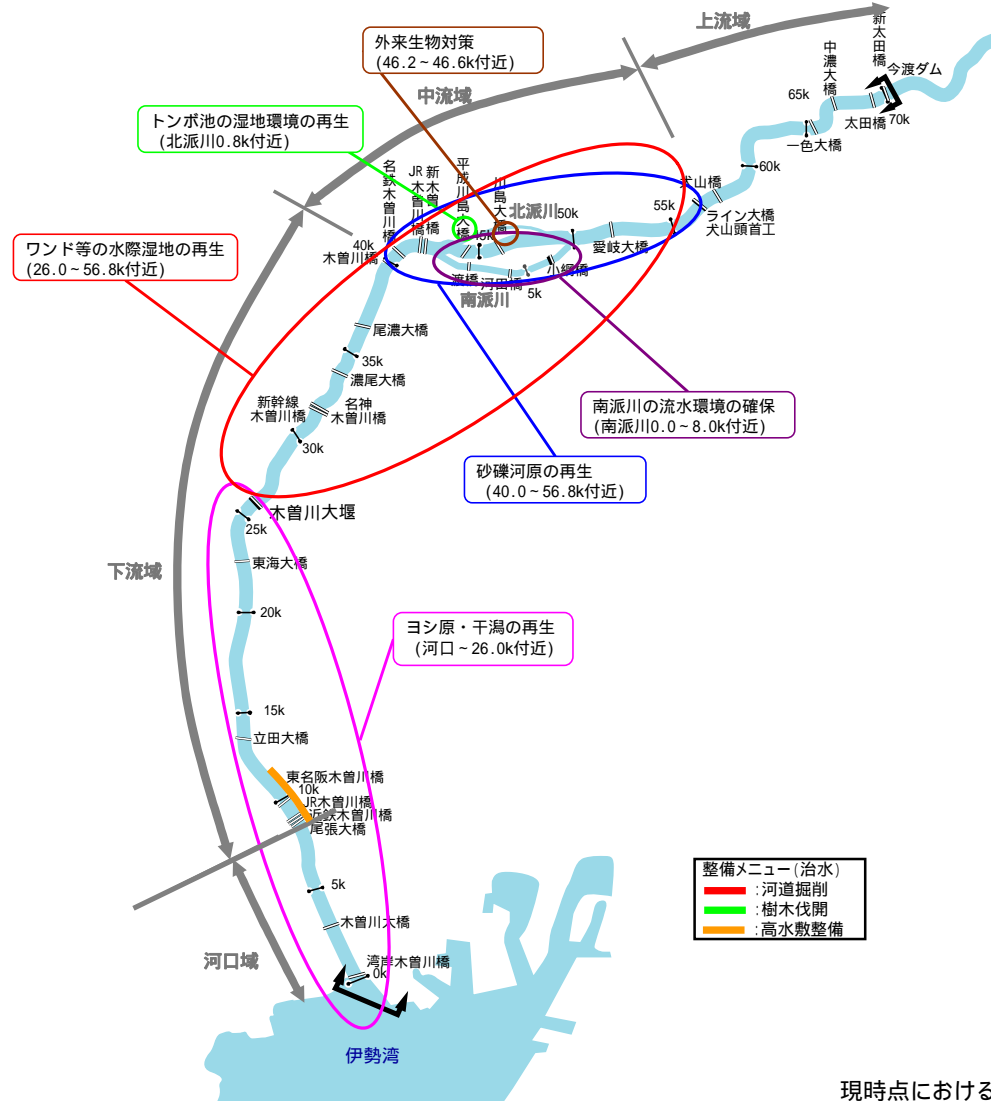 上流域
新太田橋
中濃大橋
今渡ダム
外来生物対策
(46.2~46.6k付近)
中流域
65k
太田橋
70k
一色大橋
60k
トンボ池の湿地環境の再生
(北派川0.8k付近)
名鉄木曽川橋
JR木曽川橋
新木曽川橋
平成川島大橋
川島大橋
北派川
50k
犬山橋
55k
ライン大橋
犬山頭首工
ワンド等の水際湿地の再生
(26.0~56.8k付近)
40k
木曽川橋
45k
愛岐大橋
渡橋
河田橋
小網橋
5k
南派川
尾濃大橋
35k
濃尾大橋
新幹線
木曽川橋
名神
木曽川橋
30k
南派川の流水環境の確保
(南派川0.0~8.0k付近)
砂礫河原の再生
(40.0~56.8k付近)
木曽川大堰
25k
東海大橋
下流域
20k
ヨシ原・干潟の再生
(河口~26.0k付近)
15k
立田大橋
東名阪木曽川橋
10k
JR木曽川橋
近鉄木曽川橋
尾張大橋
5k
木曽川大橋
河口域
湾岸木曽川橋
0k
伊勢湾
整備メニュー(治水)
:河道掘削
:樹木伐開
:高水敷整備
現時点における